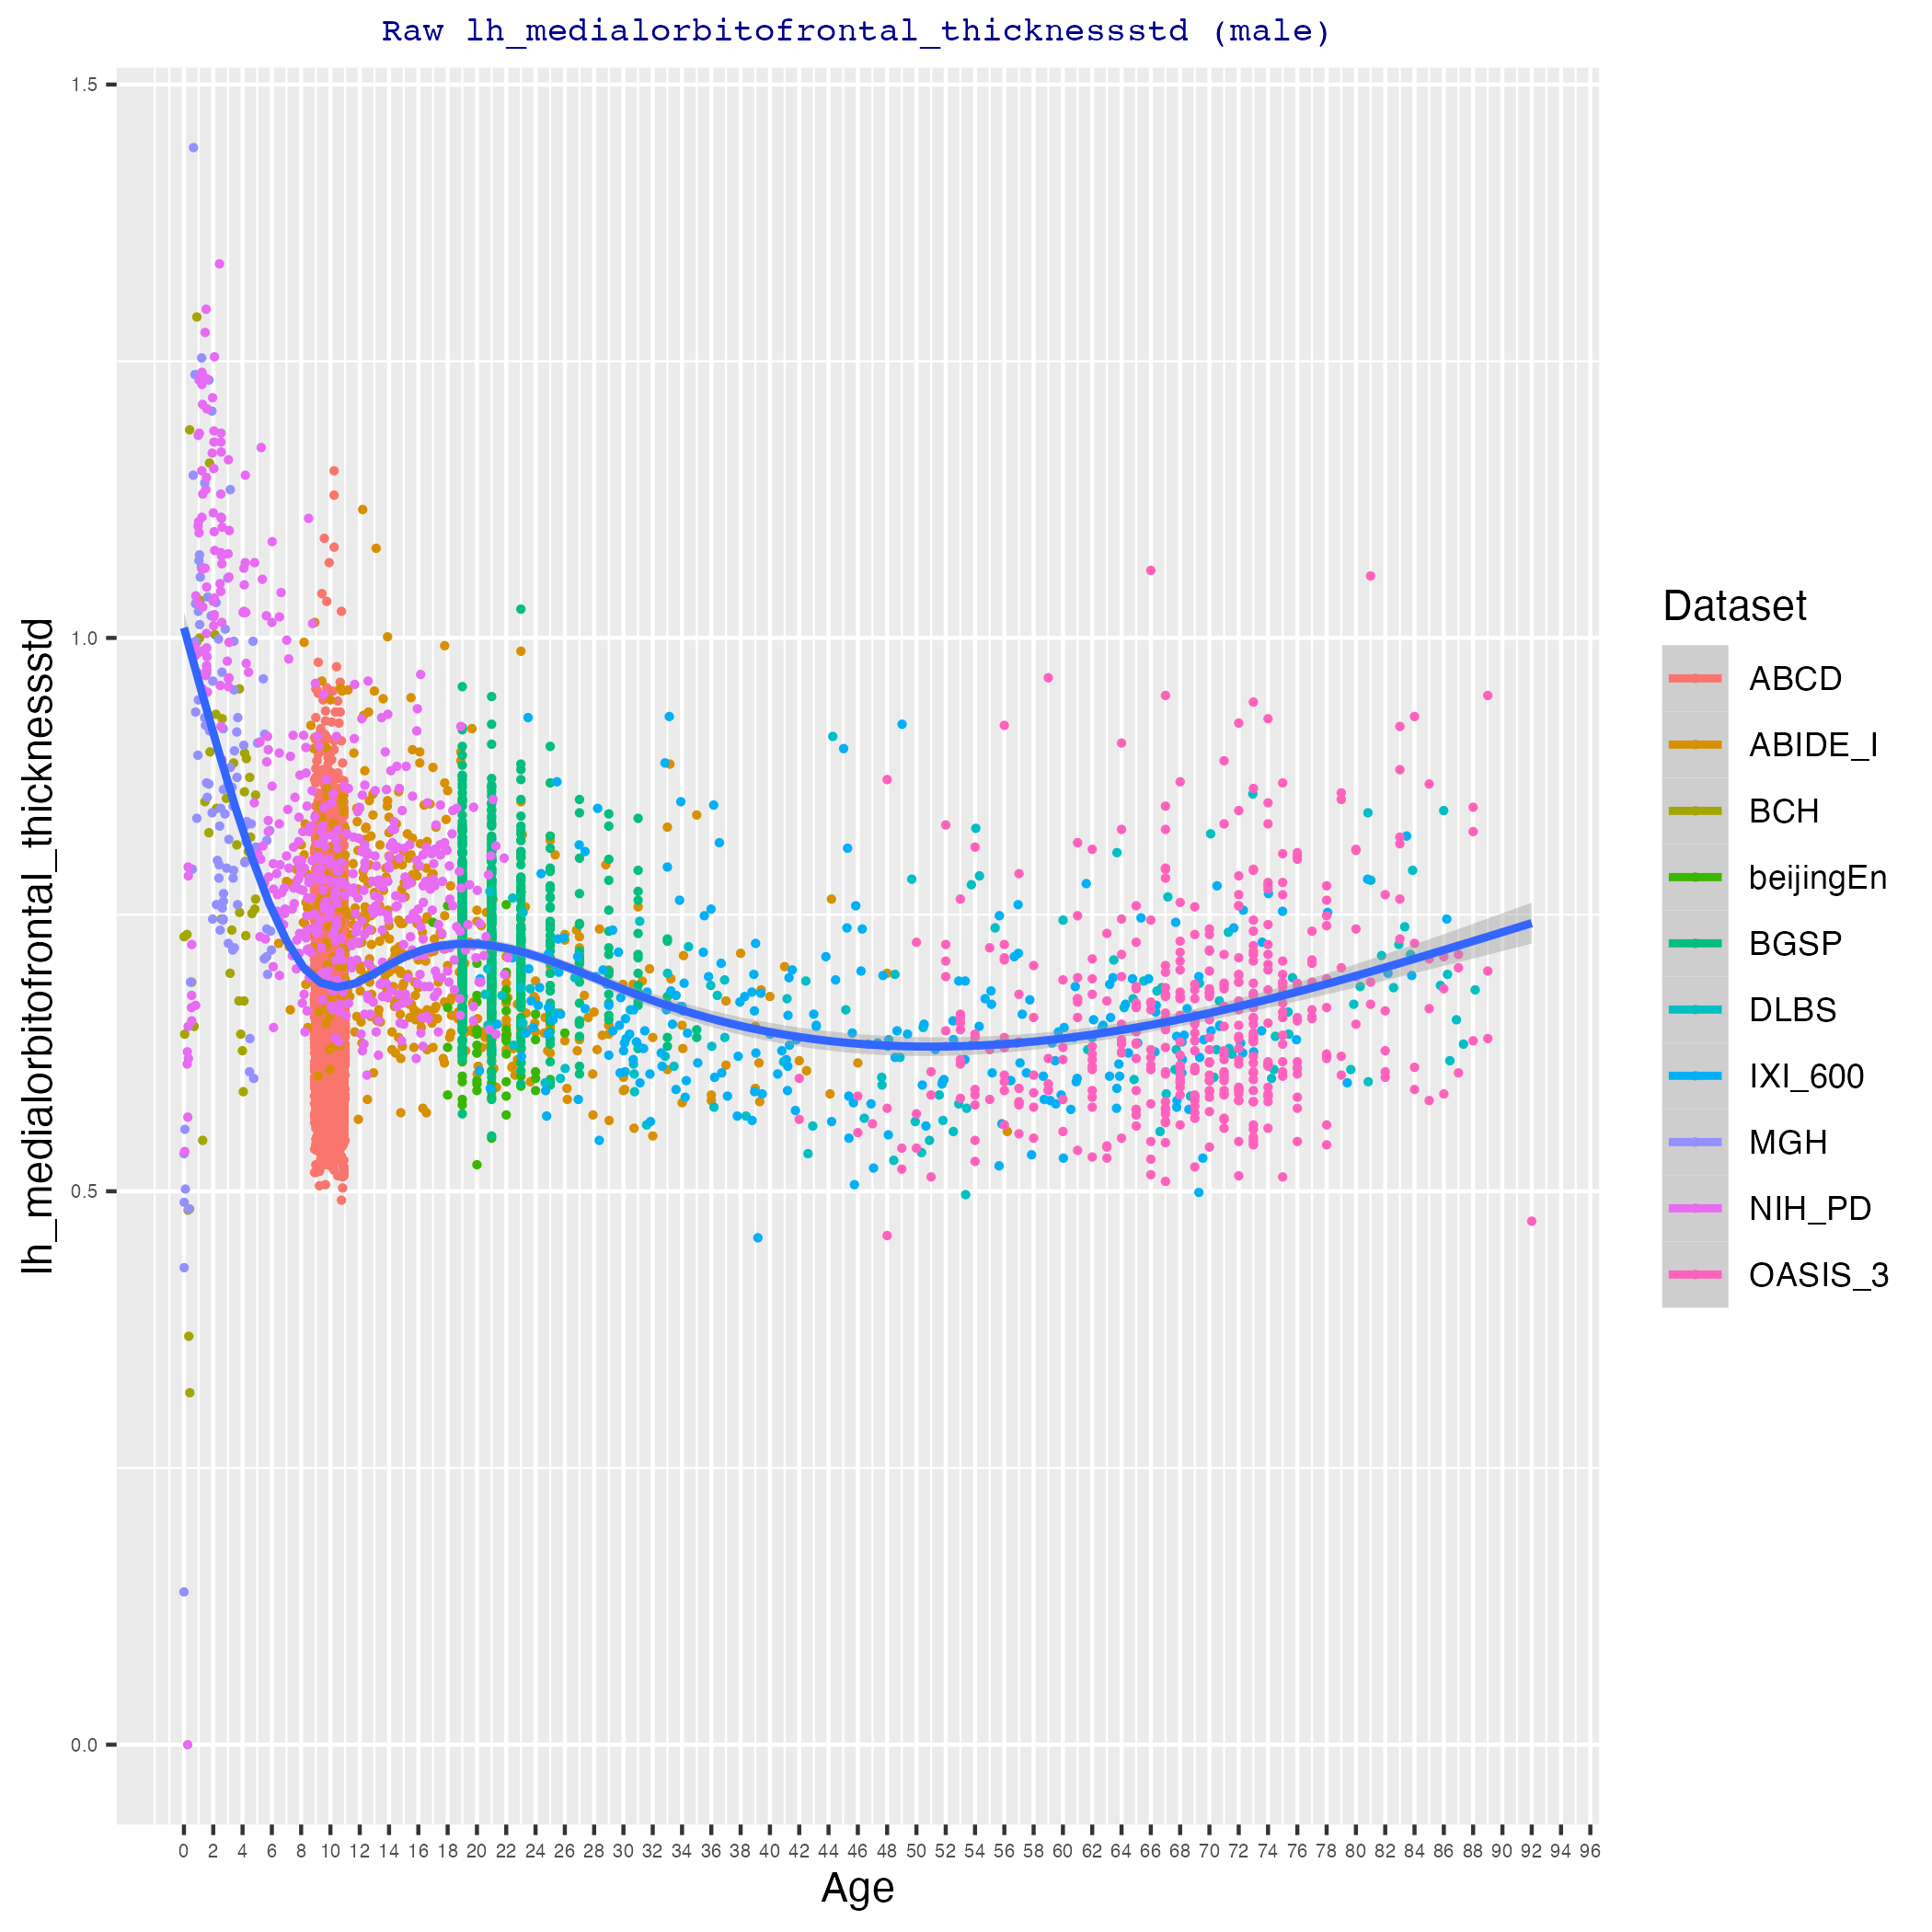 Raw lh_medialorbitofrontal_thicknessstd (male)
lh_medialorbitofrontal_thicknessstd
1.5
1.0
0.5
0.0
0 2 4 6 8 10 12 14 16 18 20 22 24 26 28 30 32 34 36 38 40 42 44 46 48 50 52 54 56 58 60 62 64 66 68 70 72 74 76 78 80 82 84 86 88 90 92 94 96
Age
Dataset
ABCD
ABIDE_I
BCH
beijingEn
BGSP
DLBS
IXI_600
MGH
NIH_PD
OASIS_3